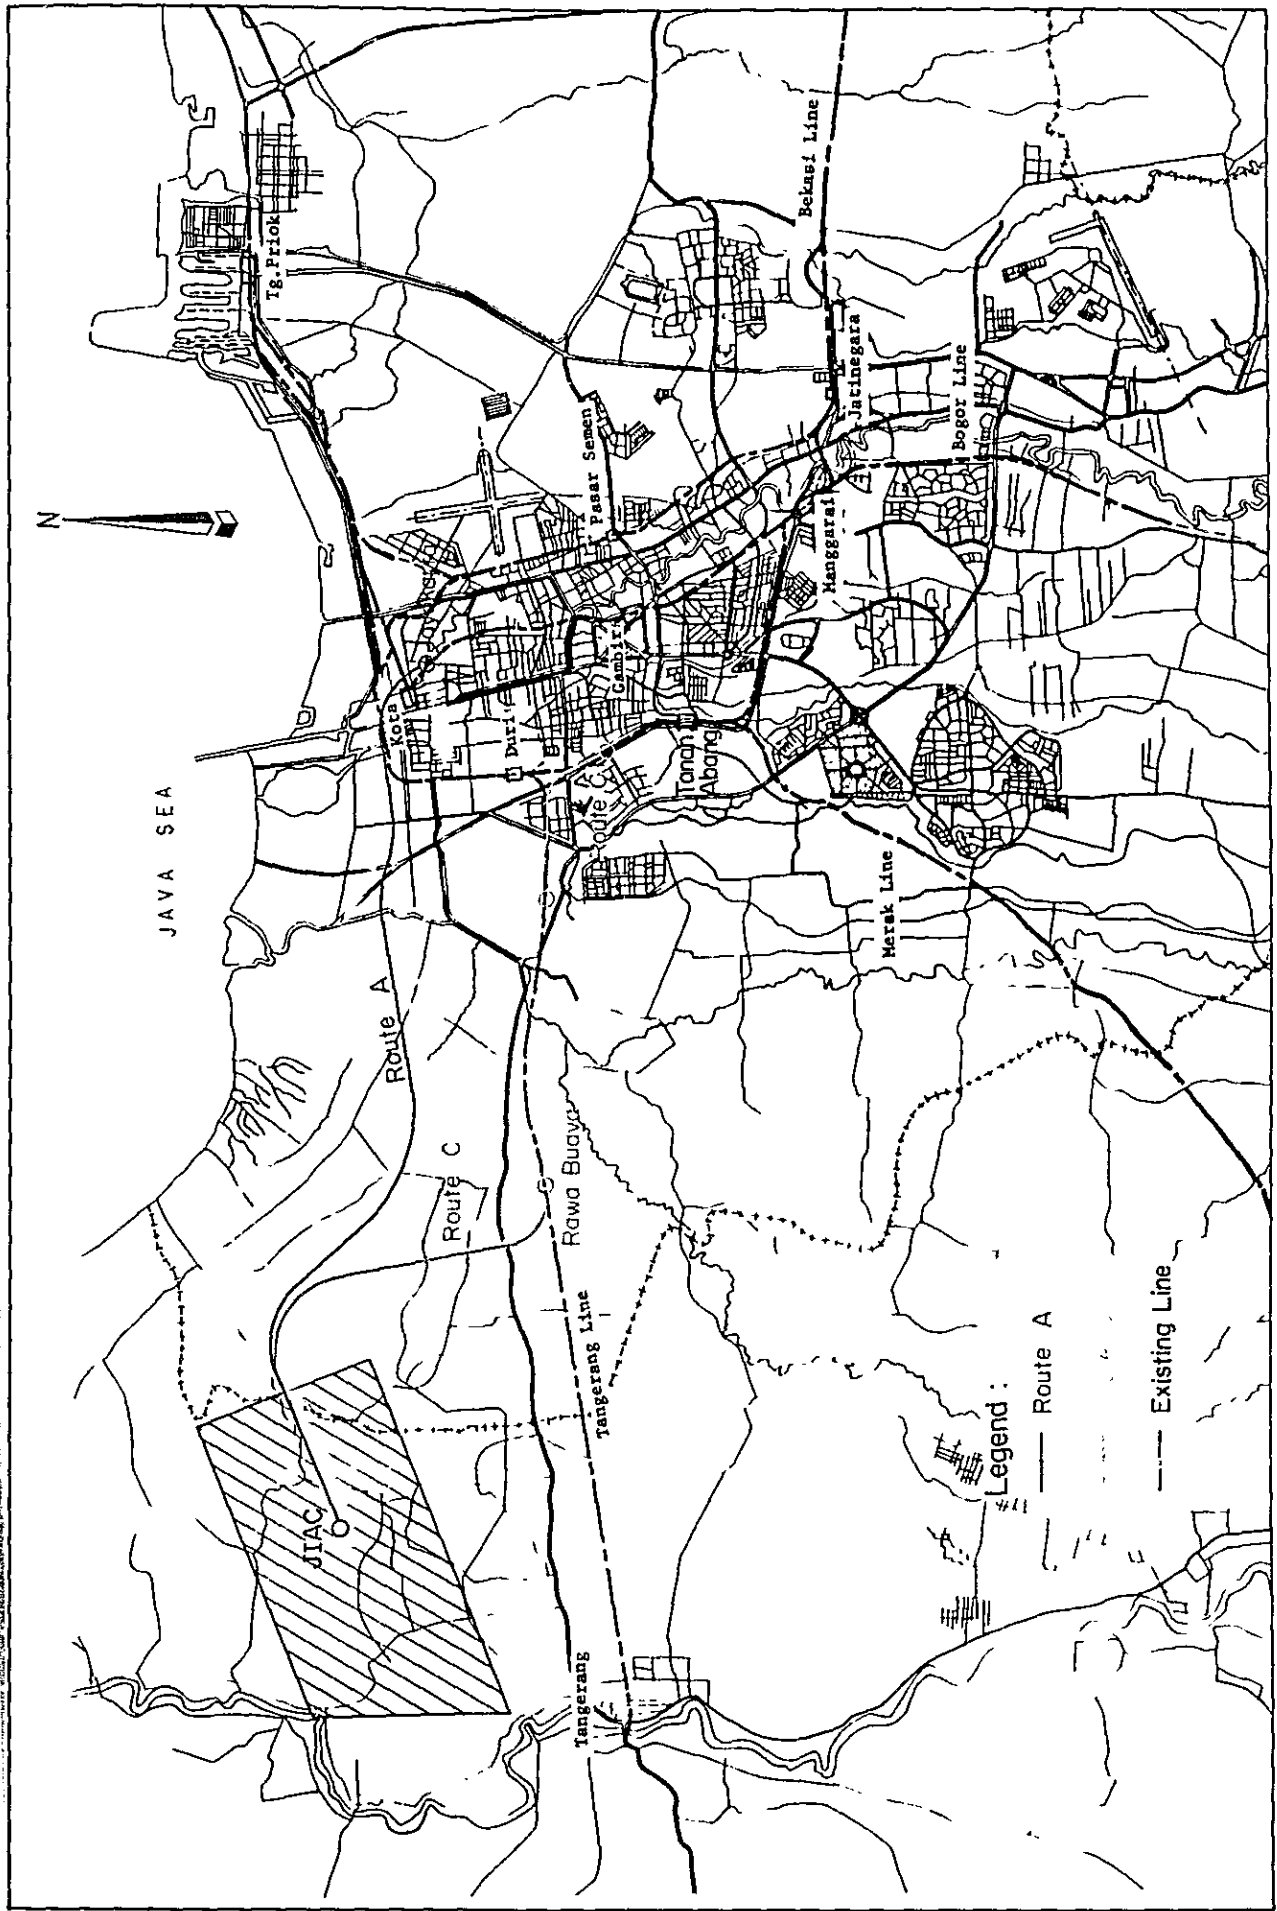 N
JAVA SEA
Tg. Priok
Bekasi Line
Jatinegara
Bogor Line
Pasar Semen
Manggarai
Gambir
Kota
Duri
Tanah
Abang
Route C
Merak Line
Route A
Route C
Rawa Buaya
Tangerang Line
JIAC
Tangerang
Legend :
Route A
Existing Line